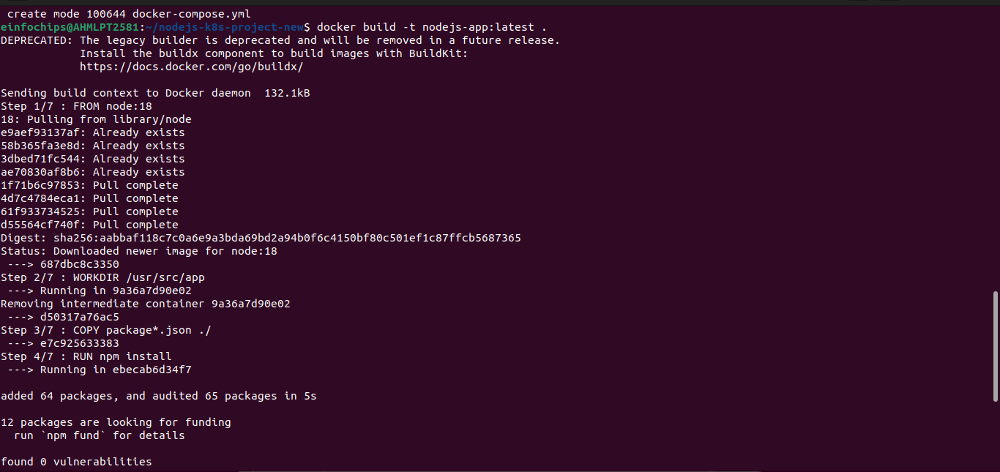 create mode 100644 docker-compose.yml
einfochips@AHMLPT2581:~/nodejs-k8s-project-new$ docker build -t nodejs-app:latest .
DEPRECATED: The legacy builder is deprecated and will be removed in a future release.
Install the buildx component to build images with BuildKit:
https://docs.docker.com/go/buildx/
Sending build context to Docker daemon  132.1kB
Step 1/7 : FROM node:18
18: Pulling from library/node
e9aef93137af: Already exists
58b365fa3e8d: Already exists
3dbed71fc544: Already exists
ae70830af8b6: Already exists
1f71b6c97853: Pull complete
4d7c4784eca1: Pull complete
61f933734525: Pull complete
d55564cf740f: Pull complete
Digest: sha256:aabbaf118c7c0a6e9a3bda69bd2a94b0f6c4150bf80c501ef1c87ffcb5687365
Status: Downloaded newer image for node:18
---> 687dbc8c3350
Step 2/7 : WORKDIR /usr/src/app
---> Running in 9a36a7d90e02
Removing intermediate container 9a36a7d90e02
---> d50317a76ac5
Step 3/7 : COPY package*.json ./
---> e7c925633383
Step 4/7 : RUN npm install
---> Running in ebecab6d34f7
added 64 packages, and audited 65 packages in 5s
12 packages are looking for funding
run `npm fund` for details
found 0 vulnerabilities